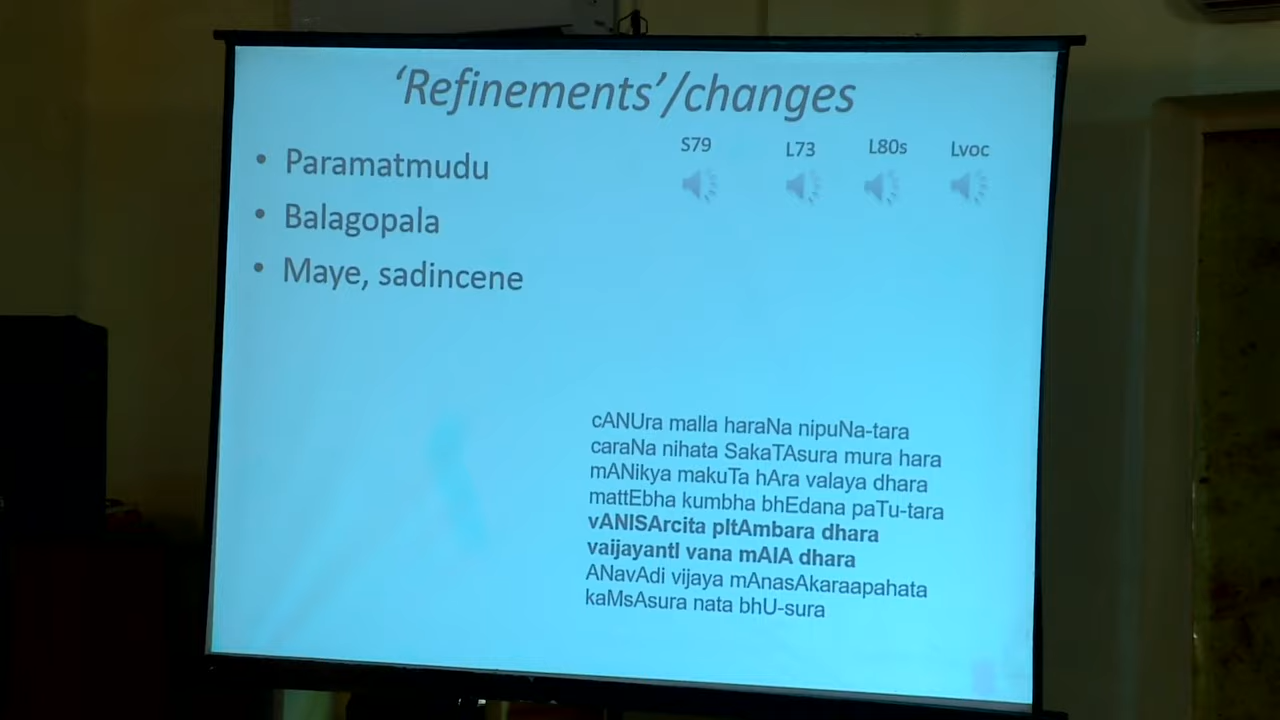 ‘Refinements’/changes
• Paramatmudu
• Balagopala
• Maye, sadincene
S79 L73 L80s Lvoc
cANUra malla haraNa nipuNa-tara
caraNa nihata SakaTAsura mura hara
mANikya makuTa hAra valaya dhara
mattEbha kumbha bhEdana paTu-tara
vANISArcita pItAmbara dhara
vaijayantI vana mAlA dhara
ANavAdi vijaya mAnasAkaraapahata
kaMsAsura nata bhU-sura